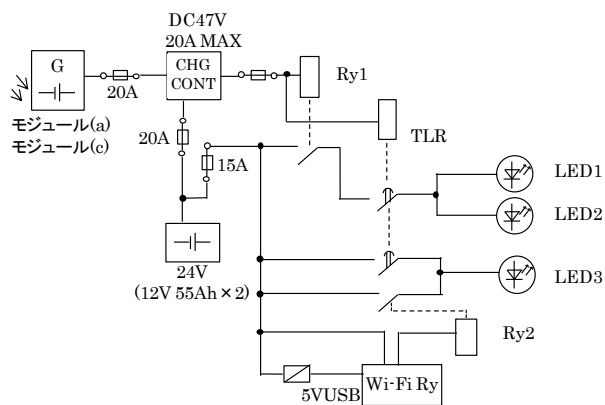 DC47V
20A MAX
G
CHG
CONT
Ry1
20A
モジュール(a)
モジュール(c)
TLR
20A
15A
LED1
LED2
24V
(12V 55Ah×2)
LED3
Ry2
Wi-Fi Ry
5VUSB